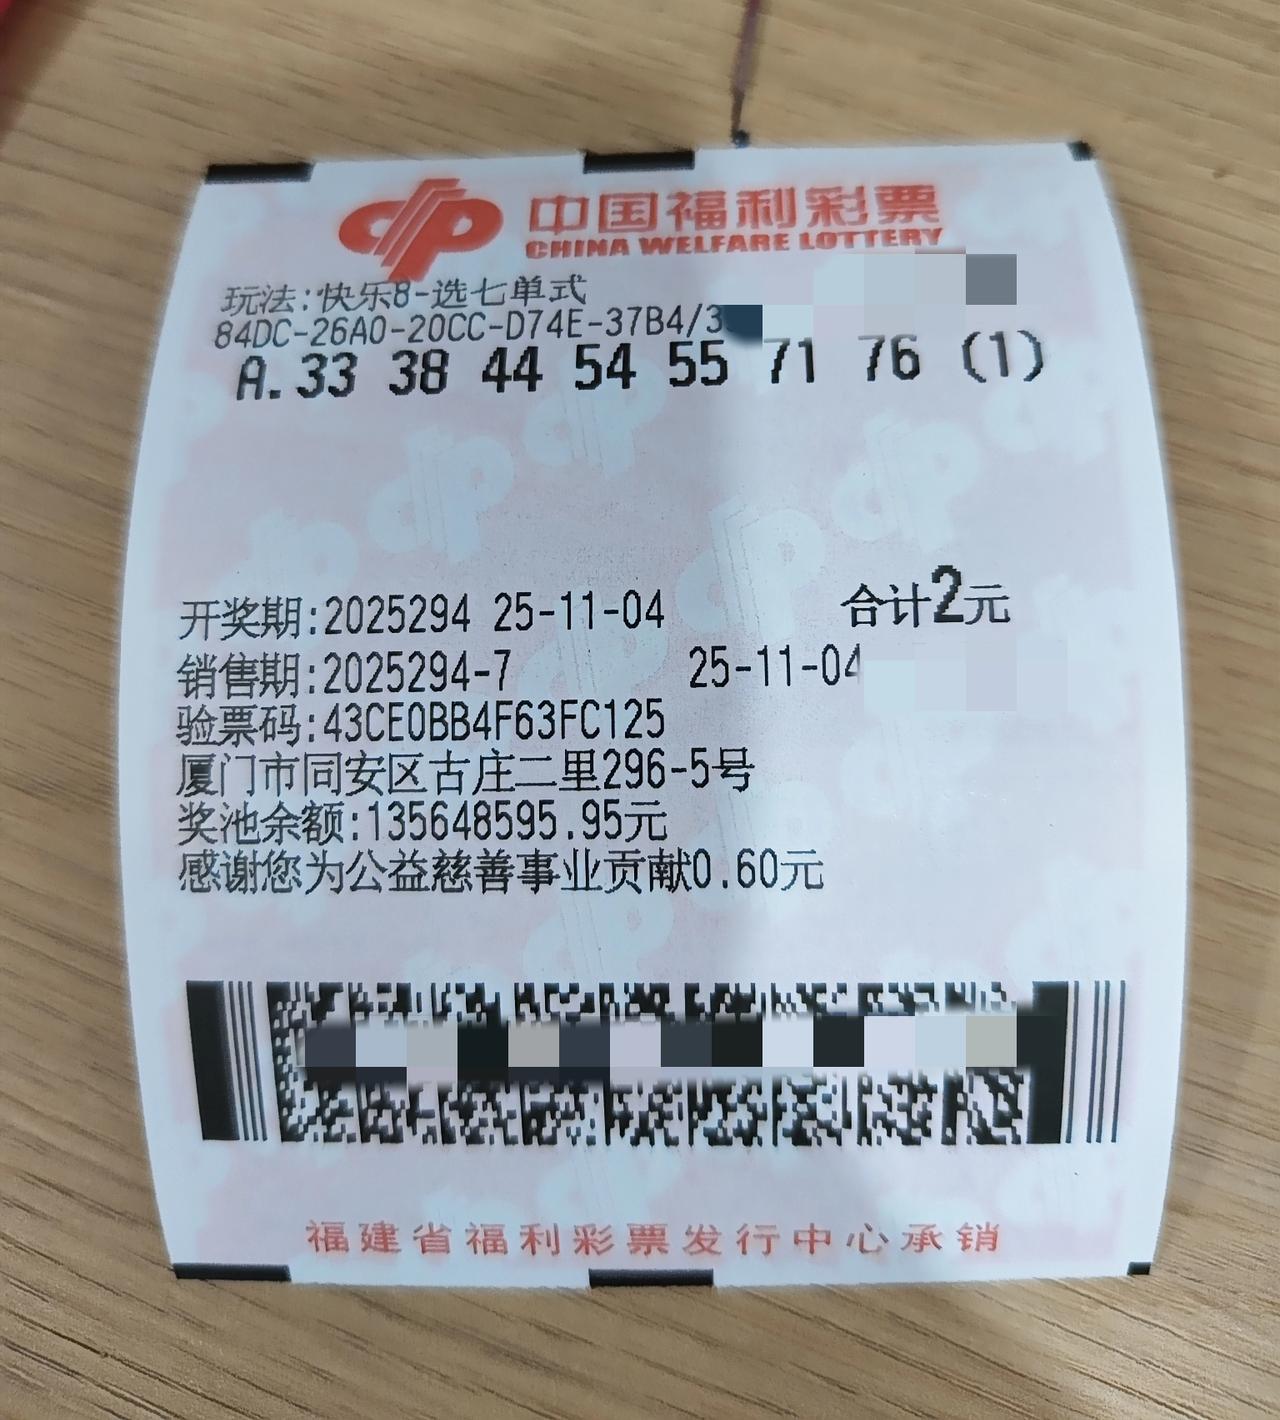 中国福利彩票
CHINA WELFARE LOTTERY
玩法:快乐8-选七单式
84DC-26A0-20CC-D74E-37B4/3
A.33 38 44 54 55 71 76 (1)
开奖期:2025294 25-11-04 合计2元
销售期:2025294-7 25-11-04
验票码:43CE0BB4F63FC125
厦门市同安区古庄二里296-5号
奖池余额:135648595.95元
感谢您为公益慈善事业贡献0.60元
福建省福利彩票发行中心承销